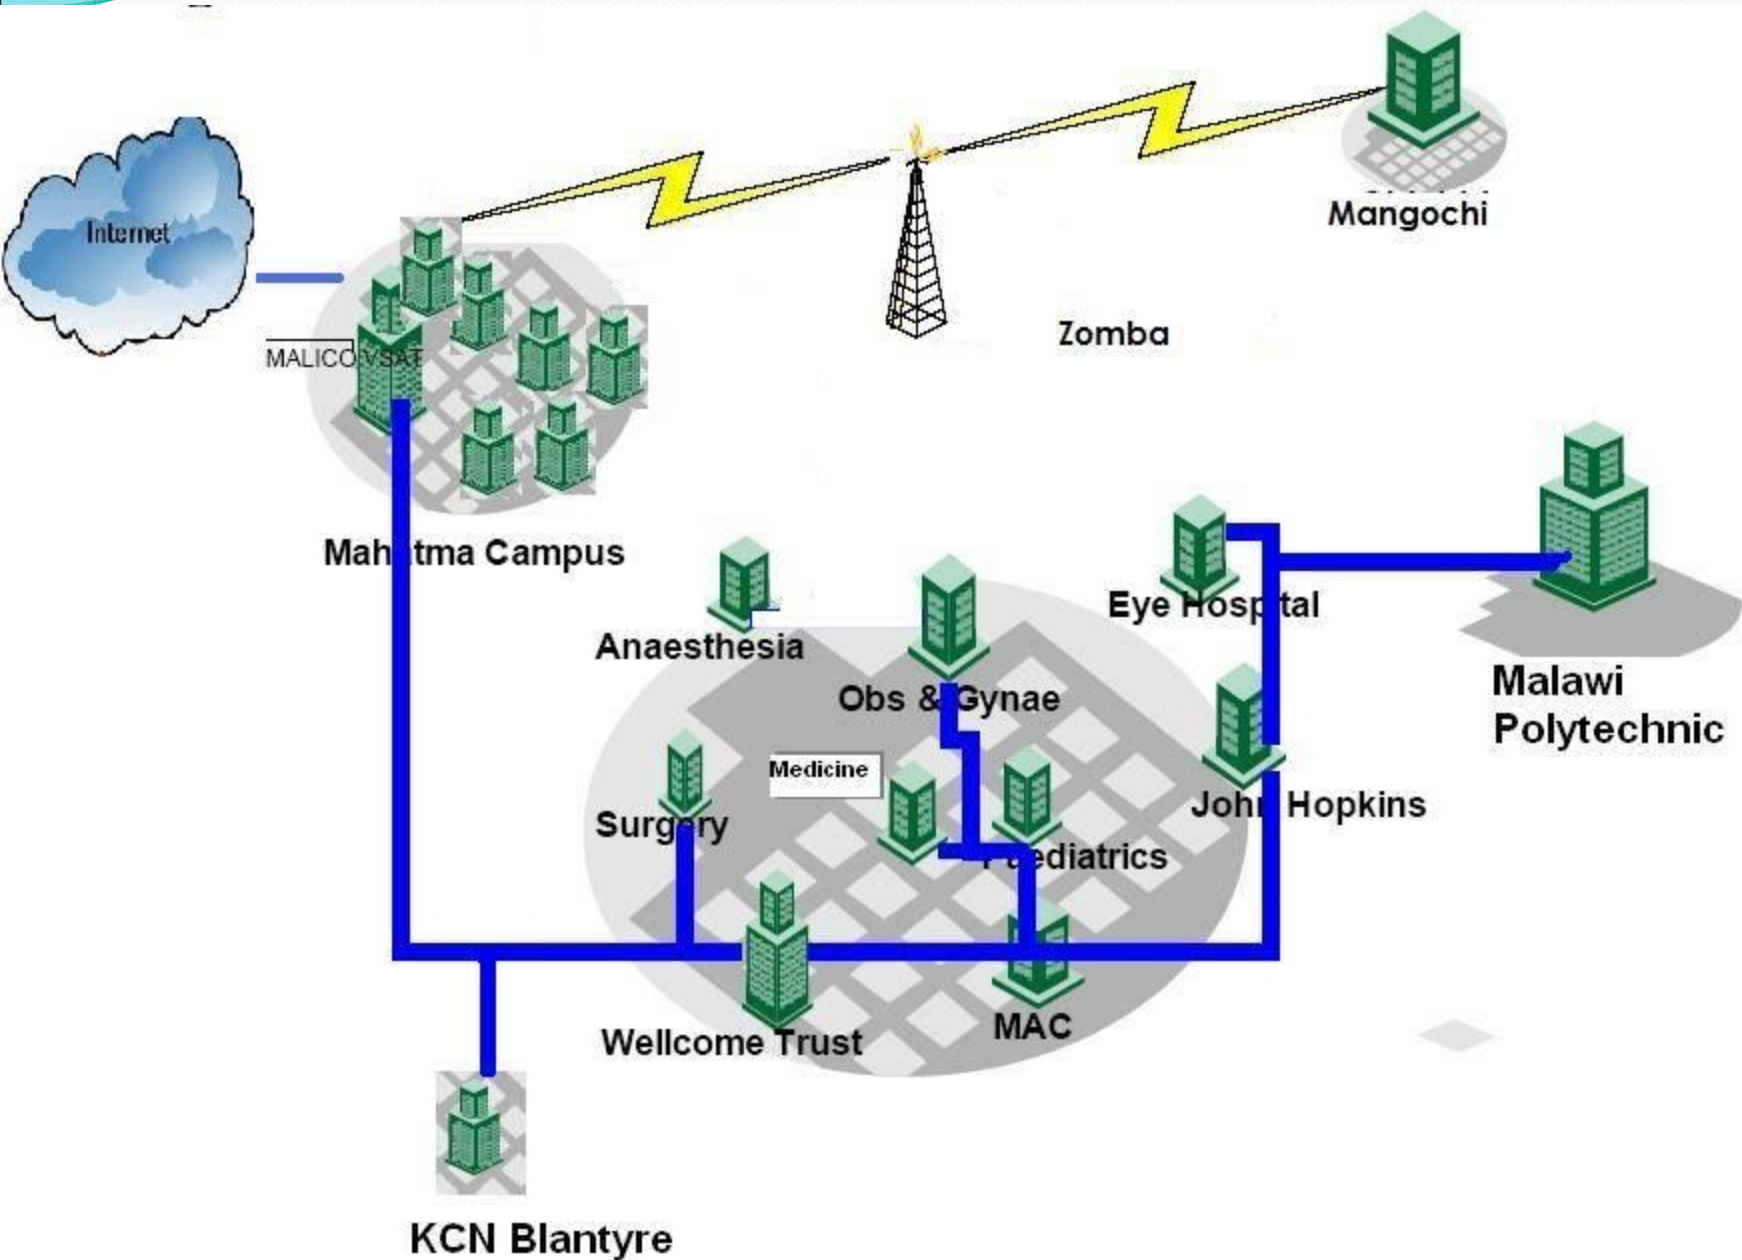 Internet
MALICO VSAT
Mangochi
Zomba
Mahatma Campus
Anaesthesia
Eye Hospital
Obs & Gynae
Malawi
Polytechnic
Medicine
Surgery
John Hopkins
Paediatrics
Wellcome Trust
MAC
KCN Blantyre